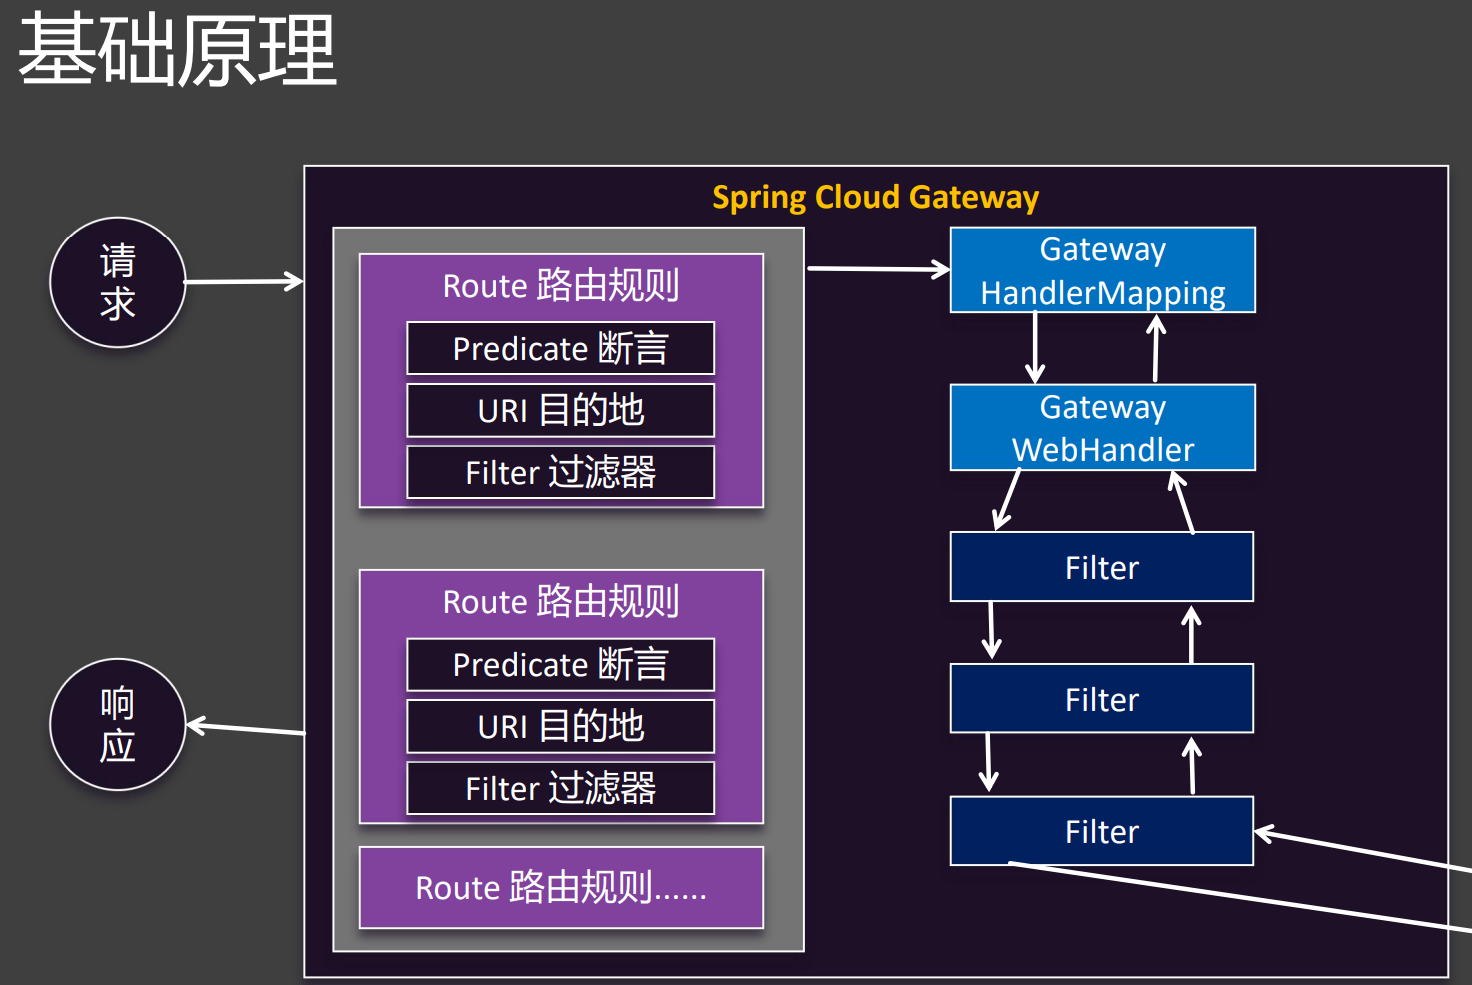 基础原理
Spring Cloud Gateway
请
求
Route 路由规则
Predicate 断言
URI 目的地
Filter 过滤器
Route 路由规则
Predicate 断言
URI 目的地
Filter 过滤器
Route 路由规则......
响
应
Gateway
HandlerMapping
Gateway
WebHandler
Filter
Filter
Filter